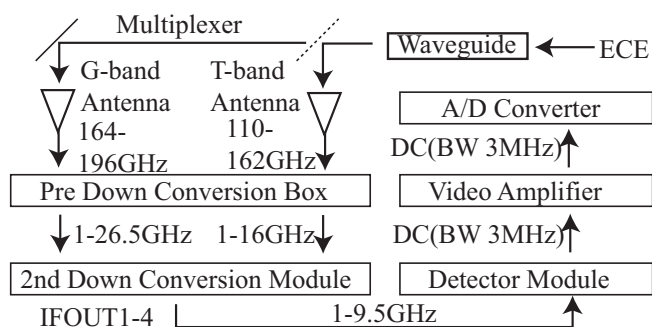 Multiplexer
Waveguide
ECE
G-band
Antenna
164-
196GHz
T-band
Antenna
110-
162GHz
A/D Converter
DC(BW 3MHz)
Pre Down Conversion Box
Video Amplifier
1-26.5GHz
1-16GHz
DC(BW 3MHz)
2nd Down Conversion Module
Detector Module
IFOUT1-4
1-9.5GHz